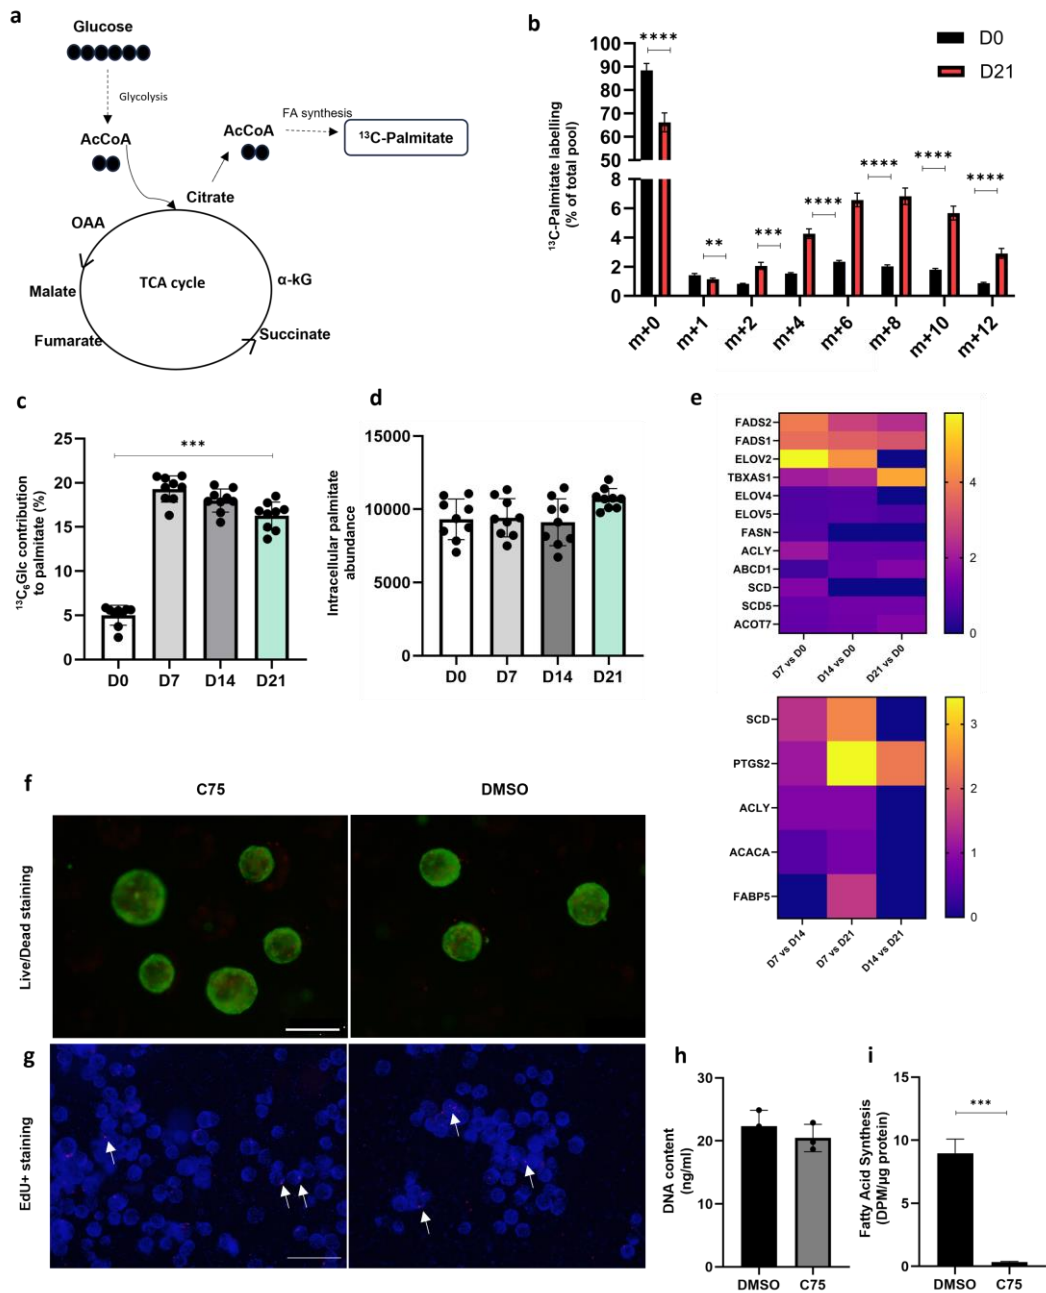 a
Glucose
Glycolysis
AcCoA
AcCoA
FA synthesis
¹³C-Palmitate
Citrate
OAA
Malate
TCA cycle
α-kG
Fumarate
Succinate
b
¹³C-Palmitate labelling
(% of total pool)
100
90
80
70
60
50
8
6
4
2
0
****
**
***
****
****
****
****
D0
D21
m+0
m+1
m+2
m+4
m+6
m+8
m+10
m+12
c
¹³C₆Glc contribution
to palmitate (%)
25
20
15
10
5
0
***
D0
D7
D14
D21
d
Intracellular palmitate
abundance
15000
10000
5000
0
D0
D7
D14
D21
e
FADS2
FADS1
ELOV2
TBXAS1
ELOV4
ELOV5
FASN
ACLY
ABCD1
SCD
SCD5
ACOT7
D7 vs D0
D14 vs D0
D21 vs D0
4
2
0
SCD
PTGS2
ACLY
ACACA
FABP5
D7 vs D14
D7 vs D21
D14 vs D21
3
2
1
0
f
C75
DMSO
Live/Dead staining
g
EdU+ staining
h
DNA content
(ng/ml)
30
20
10
0
DMSO
C75
i
Fatty Acid Synthesis
(DPM/µg protein)
15
10
5
0
***
DMSO
C75